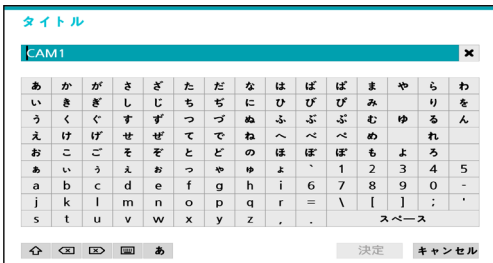 タイトル
CAM1
あ か が さ ざ た だ な は ば ぱ ま や ら わ
い き ぎ し じ ち ぢ に ひ び ぴ み り を
う く ぐ す ず つ づ ぬ ふ ぶ ぷ む ゆ る ん
え け げ せ ぜ て で ね へ べ ぺ め れ
お こ ご そ ぞ と ど の ほ ぼ ぽ も よ ろ
ぁ ぃ ぅ ぇ ぉ っ ゃ ゅ ょ ` 1 2 3 4 5
a b c d e f g h i 6 7 8 9 0 -
j k l m n o p q r = \ [ ] ; '
s t u v w x y z , . スペース
あ 決定 キャンセル